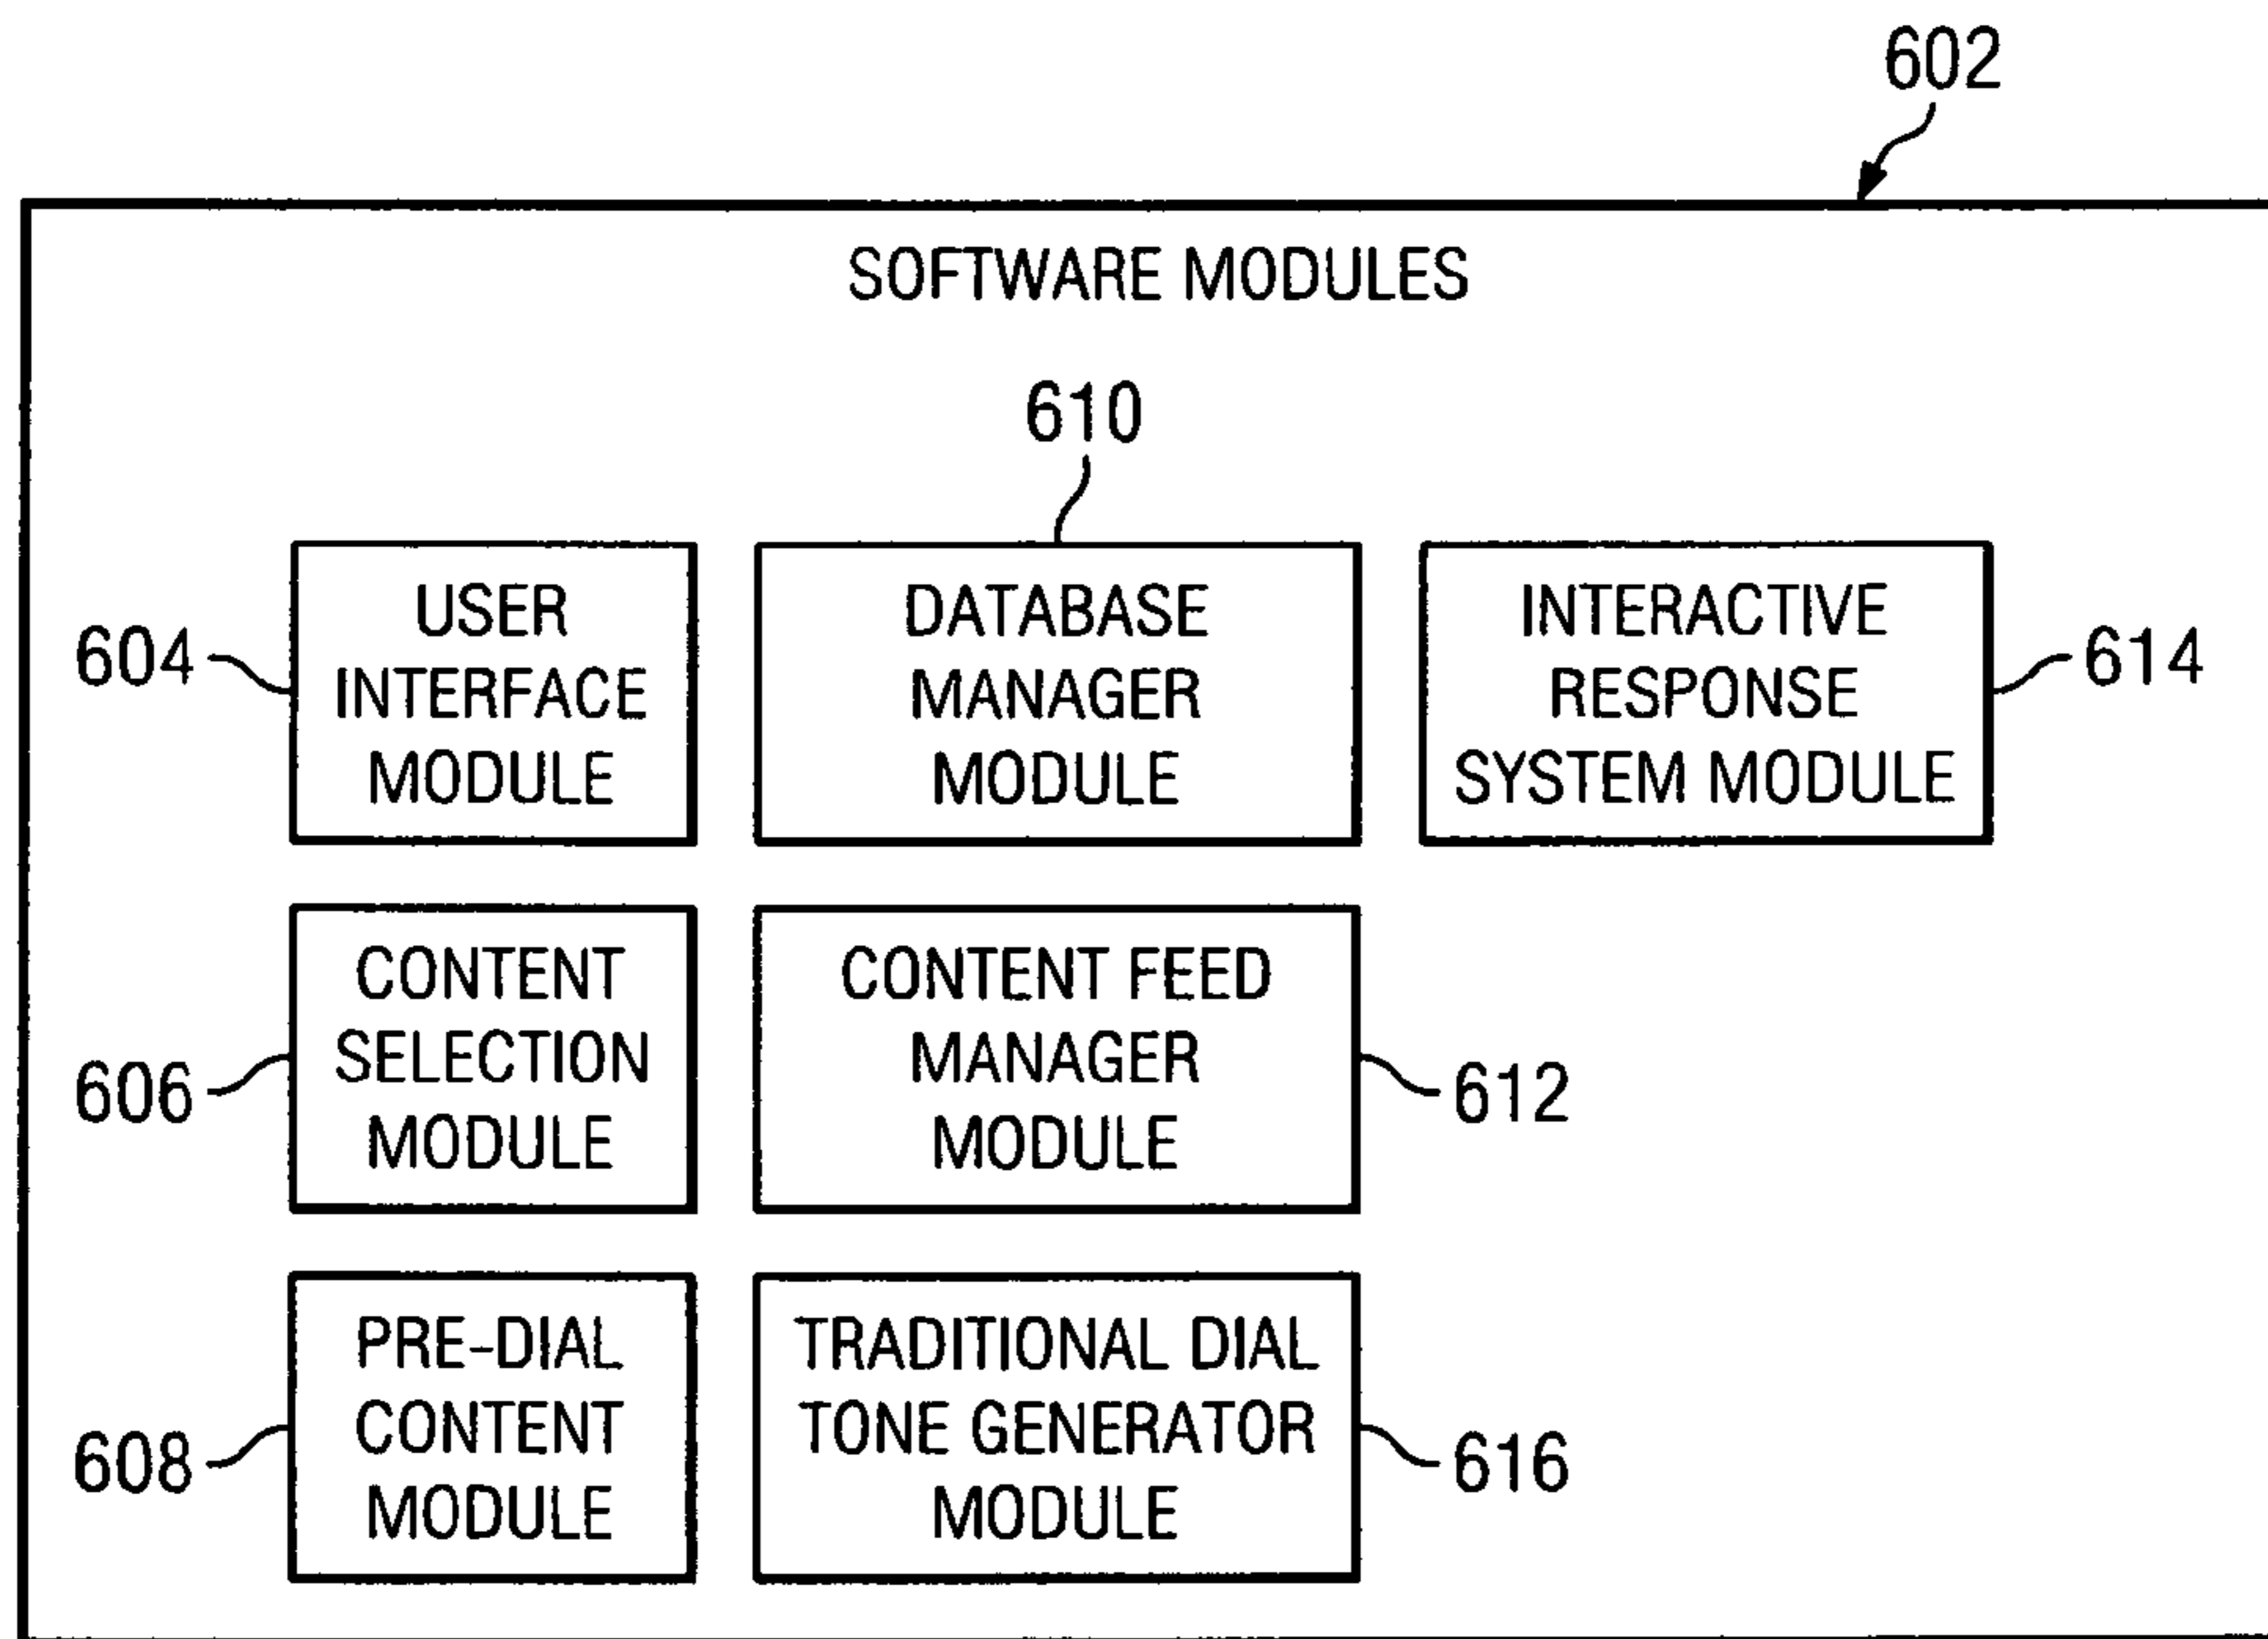 602
SOFTWARE MODULES
610
604
USER
INTERFACE
MODULE
DATABASE
MANAGER
MODULE
INTERACTIVE
RESPONSE
SYSTEM MODULE
614
606
CONTENT
SELECTION
MODULE
CONTENT FEED
MANAGER
MODULE
612
608
PRE-DIAL
CONTENT
MODULE
TRADITIONAL DIAL
TONE GENERATOR
MODULE
616